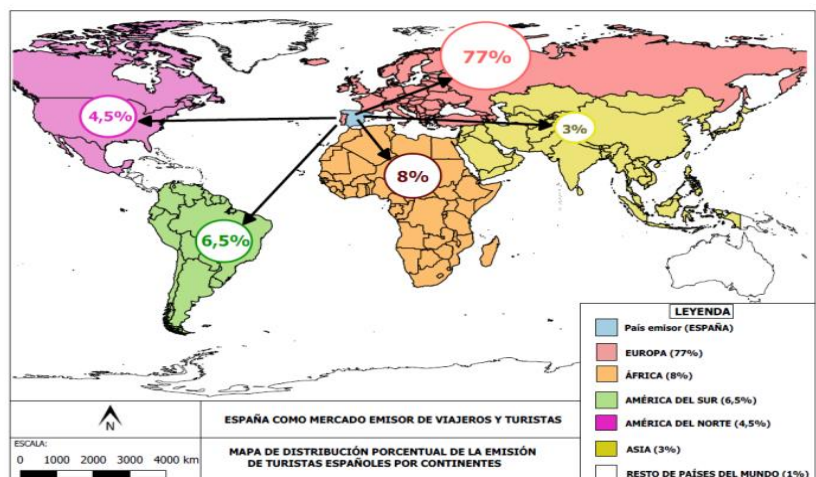 77%
4,5%
3%
8%
6,5%
LEYENDA
País emisor (ESPAÑA)
EUROPA (77%)
ÁFRICA (8%)
AMÉRICA DEL SUR (6,5%)
AMÉRICA DEL NORTE (4,5%)
ASIA (3%)
RESTO DE PAÍSES DEL MUNDO (1%)
N
ESPAÑA COMO MERCADO EMISOR DE VIAJEROS Y TURISTAS
ESCALA:
0 1000 2000 3000 4000 km
MAPA DE DISTRIBUCIÓN PORCENTUAL DE LA EMISIÓN
DE TURISTAS ESPAÑOLES POR CONTINENTES